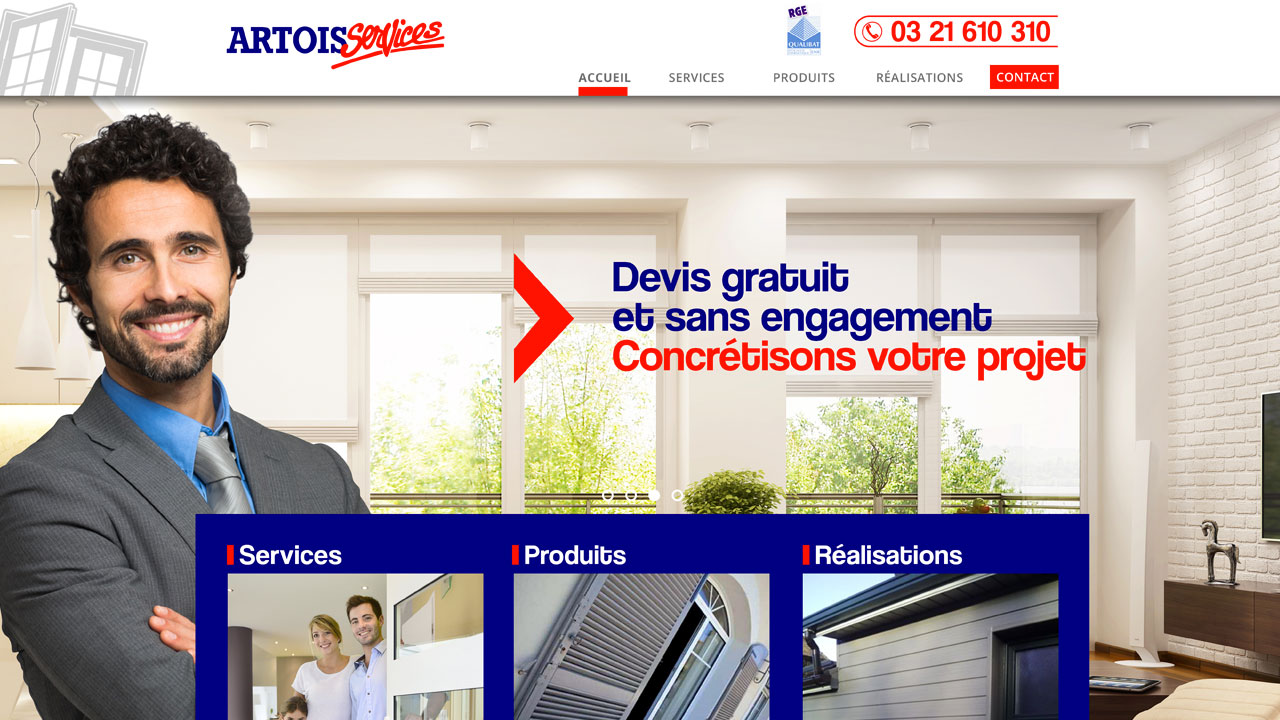 ARTOIS Services
RGE
QUALIBAT
03 21 610 310
ACCUEIL SERVICES PRODUITS RÉALISATIONS CONTACT
Devis gratuit
et sans engagement
Concrétisons votre projet
Services Produits Réalisations